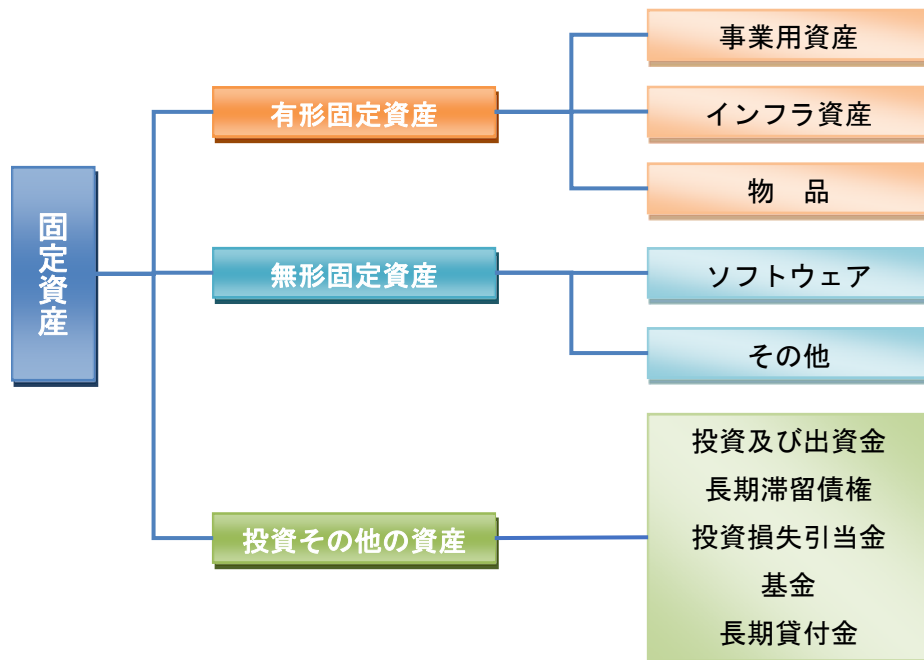 固定資産
有形固定資産
事業用資産
インフラ資産
物　品
無形固定資産
ソフトウェア
その他
投資その他の資産
投資及び出資金
長期滞留債権
投資損失引当金
基金
長期貸付金